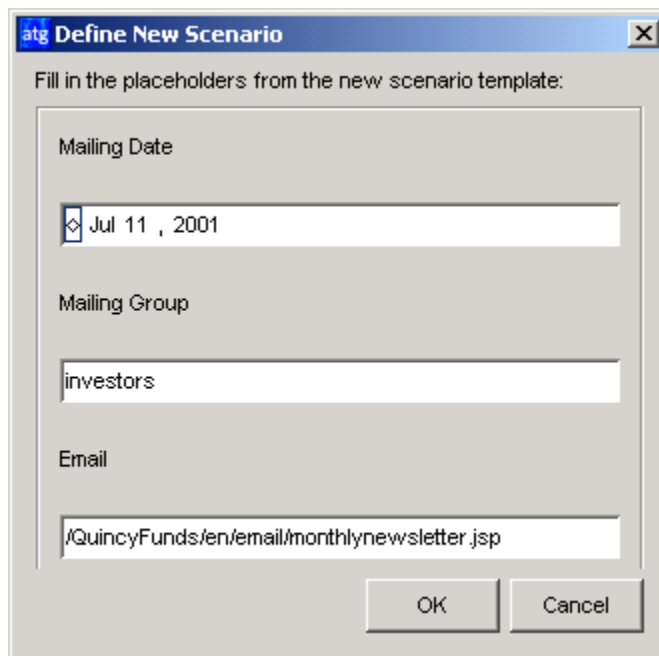 atg Define New Scenario
Fill in the placeholders from the new scenario template:
Mailing Date
Jul 11 , 2001
Mailing Group
investors
Email
/QuincyFunds/en/email/monthlynewsletter.jsp
OK Cancel